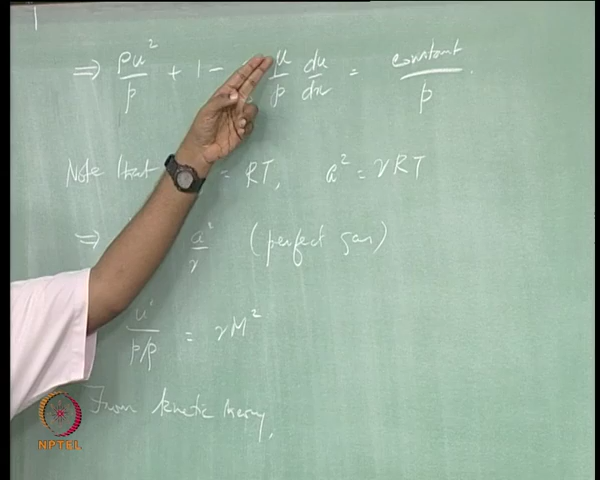 ⇒ ρu²/p + 1 − μ/p du/dx = constant/p.
Note that = RT, a² = γRT
⇒ a²/γ (perfect gas)
u²/p/ρ = γM²
From kinetic theory,
NPTEL